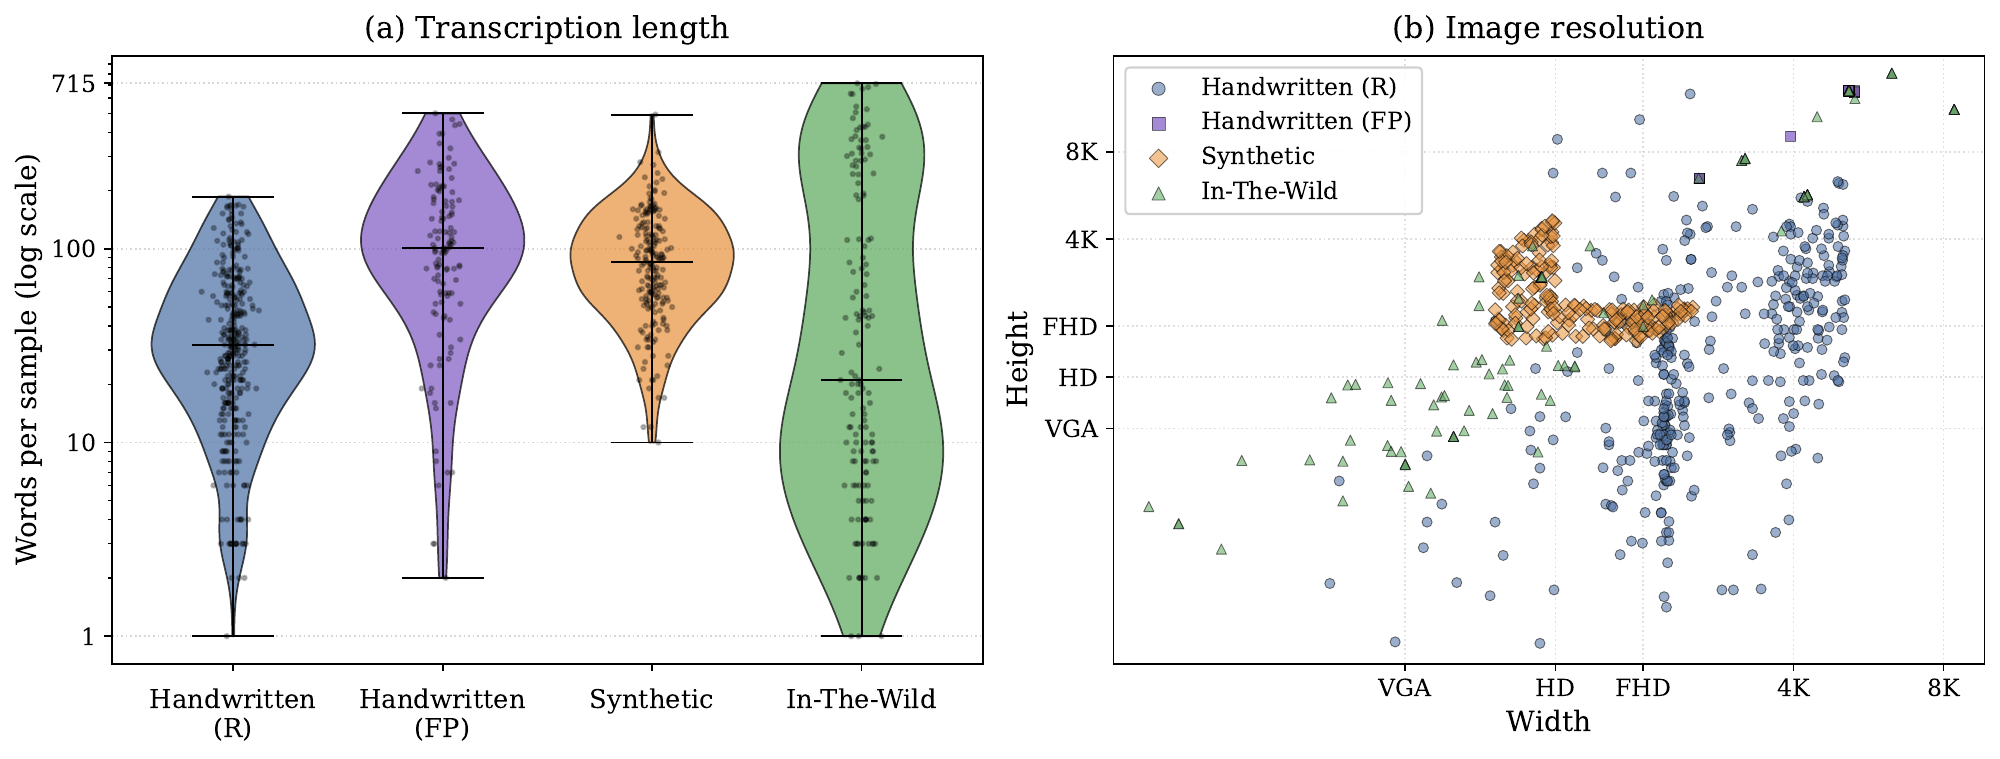 (a) Transcription length
Words per sample (log scale)
715
100
10
1
Handwritten
(R)
Handwritten
(FP)
Synthetic
In-The-Wild
(b) Image resolution
Handwritten (R)
Handwritten (FP)
Synthetic
In-The-Wild
Height
8K
4K
FHD
HD
VGA
VGA
HD
FHD
4K
8K
Width